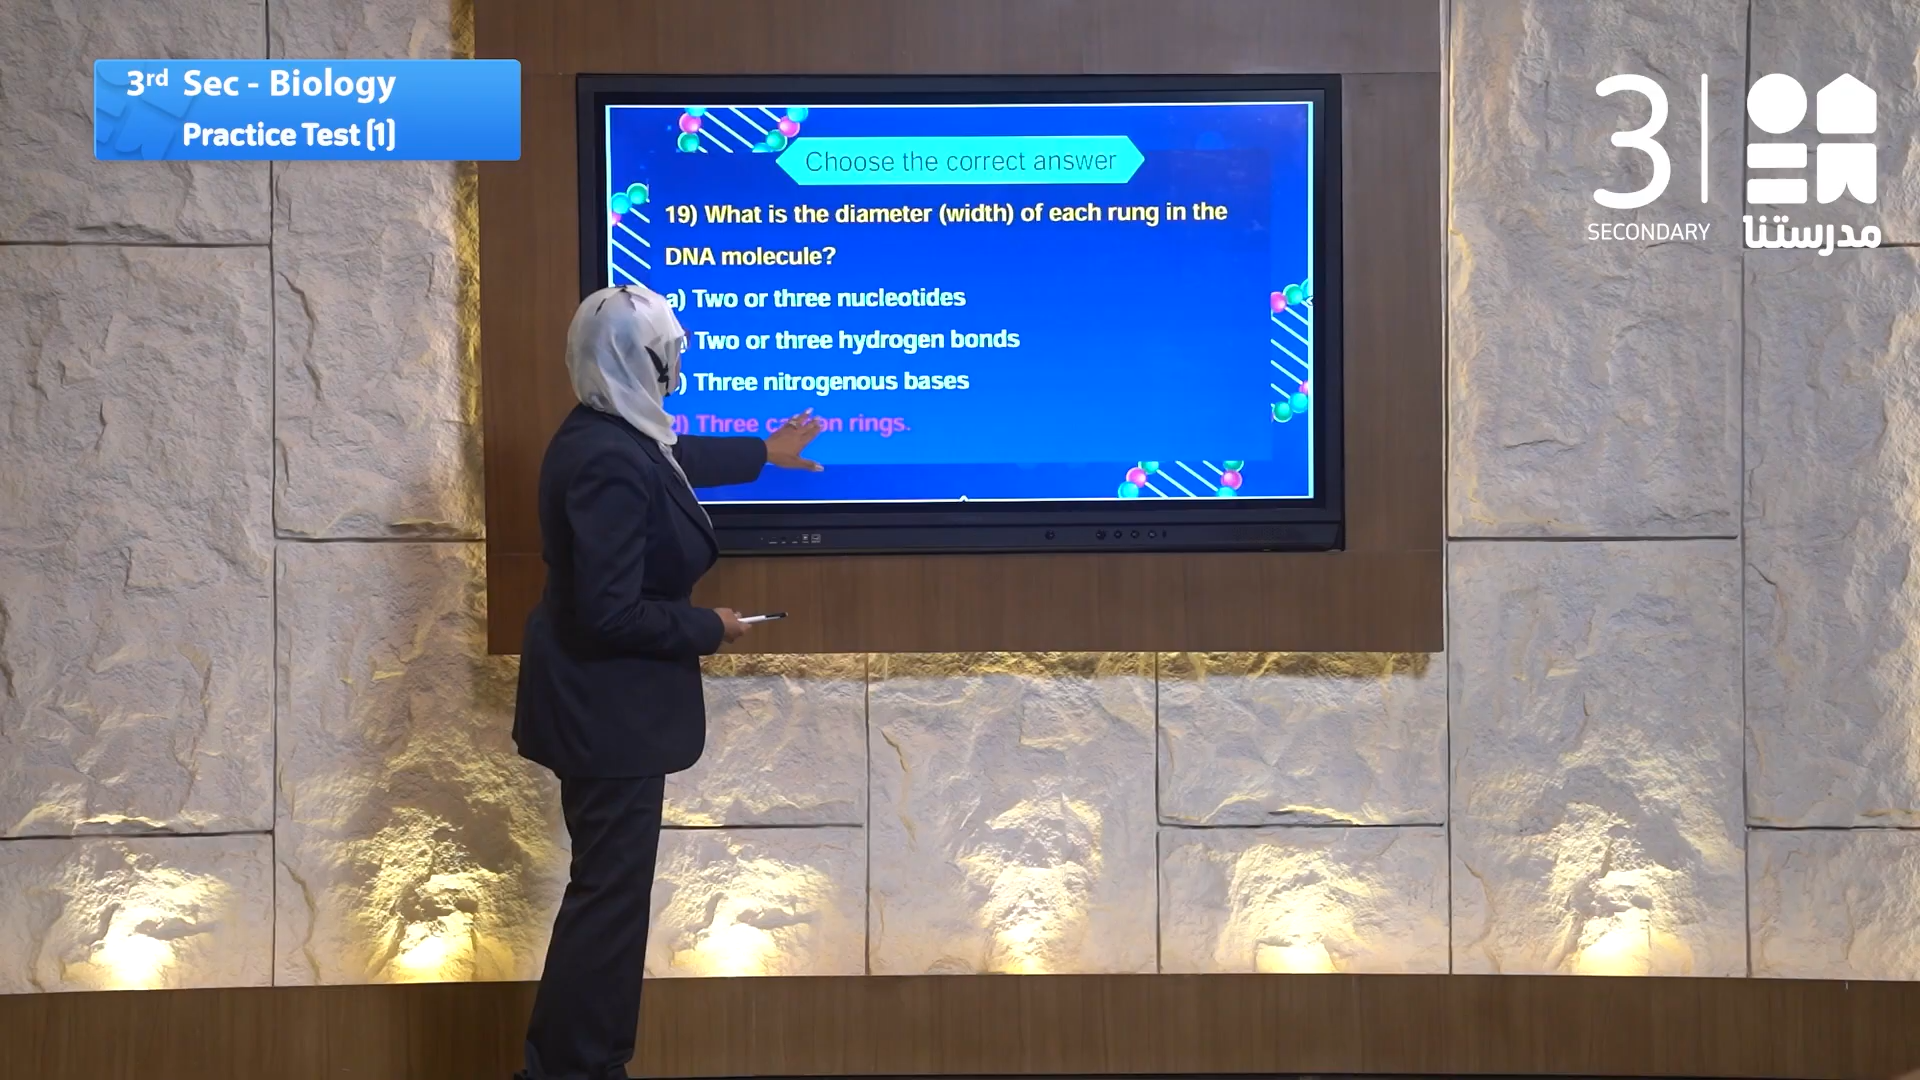 3rd Sec - Biology
Practice Test (1)
3
SECONDARY
مدرستنا
Choose the correct answer
19) What is the diameter (width) of each rung in the
DNA molecule?
a) Two or three nucleotides
) Two or three hydrogen bonds
) Three nitrogenous bases
) Three rings.